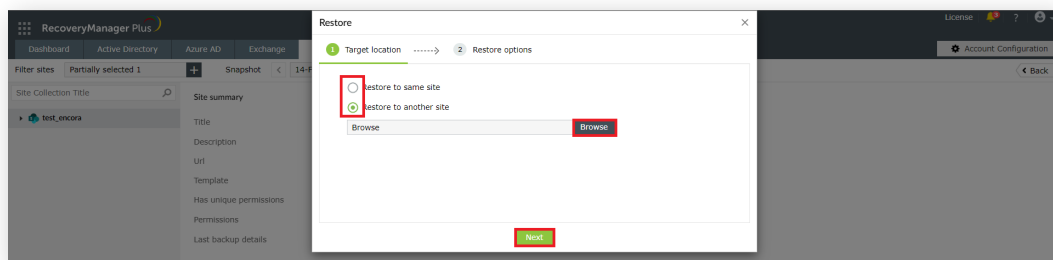 RecoveryManager Plus
License
?
Dashboard Active Directory Azure AD Exchange
Account Configuration
Filter sites Partially selected 1 + Snapshot < 14-F
Back
Site Collection Title
test_encora
Site summary
Title
Description
Url
Template
Has unique permissions
Permissions
Last backup details
Restore
1 Target location 2 Restore options
Restore to same site
Restore to another site
Browse Browse
Next